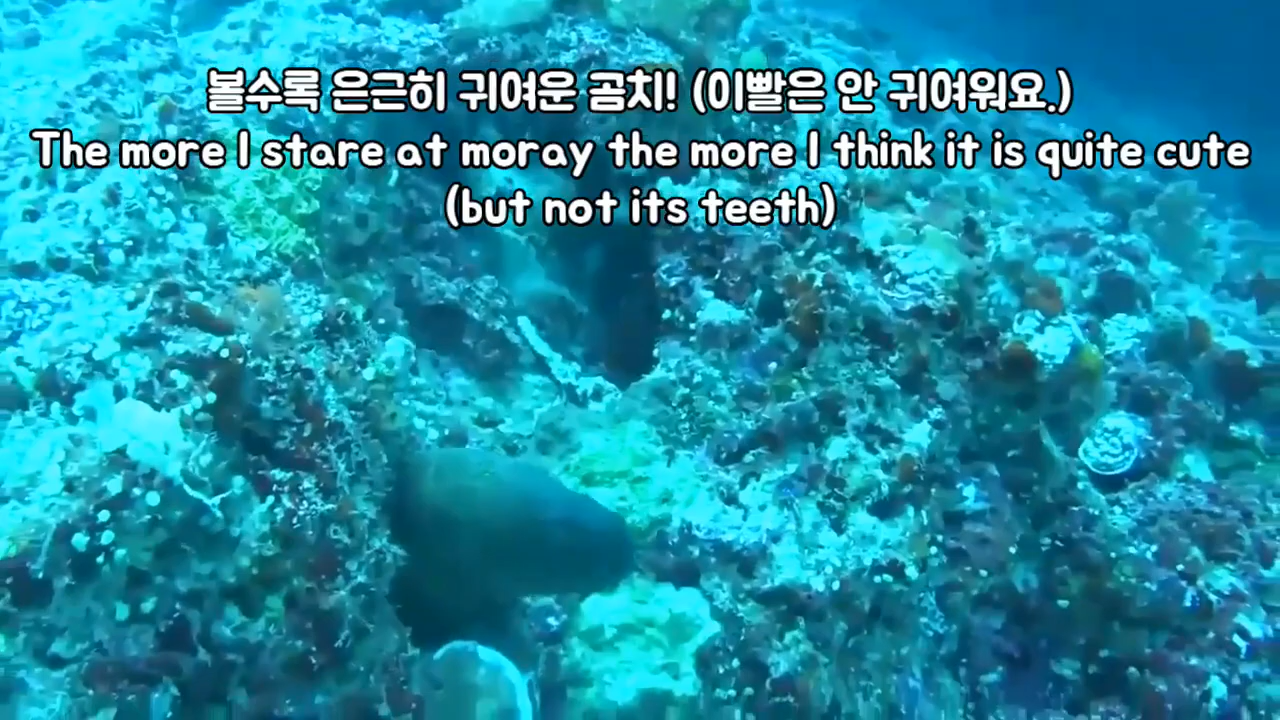 볼수록 은근히 귀여운 곰치! (이빨은 안 귀여워요.)
The more I stare at moray the more I think it is quite cute
(but not its teeth)